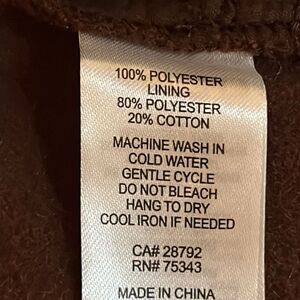 100% POLYESTER
LINING
80% POLYESTER
20% COTTON
MACHINE WASH IN
COLD WATER
GENTLE CYCLE
DO NOT BLEACH
HANG TO DRY
COOL IRON IF NEEDED
CA# 28792
RN# 75343
MADE IN CHINA